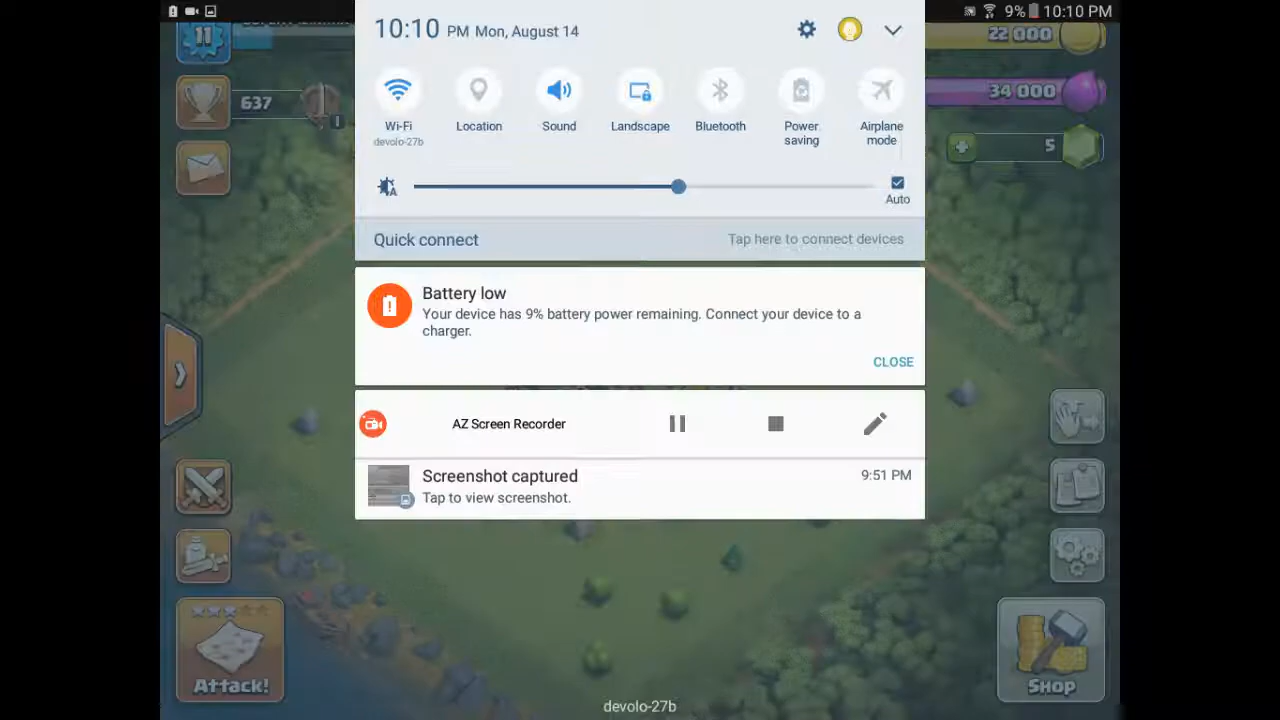 9% 10:10 PM
10:10 PM Mon, August 14
11
22 000
637
34 000
5
Wi-Fi
devolo-27b
Location
Sound
Landscape
Bluetooth
Power
saving
Airplane
mode
A
Auto
Quick connect
Tap here to connect devices
Battery low
Your device has 9% battery power remaining. Connect your device to a
charger.
CLOSE
AZ Screen Recorder
Screenshot captured
9:51 PM
Tap to view screenshot.
Attack!
Shop
devolo-27b